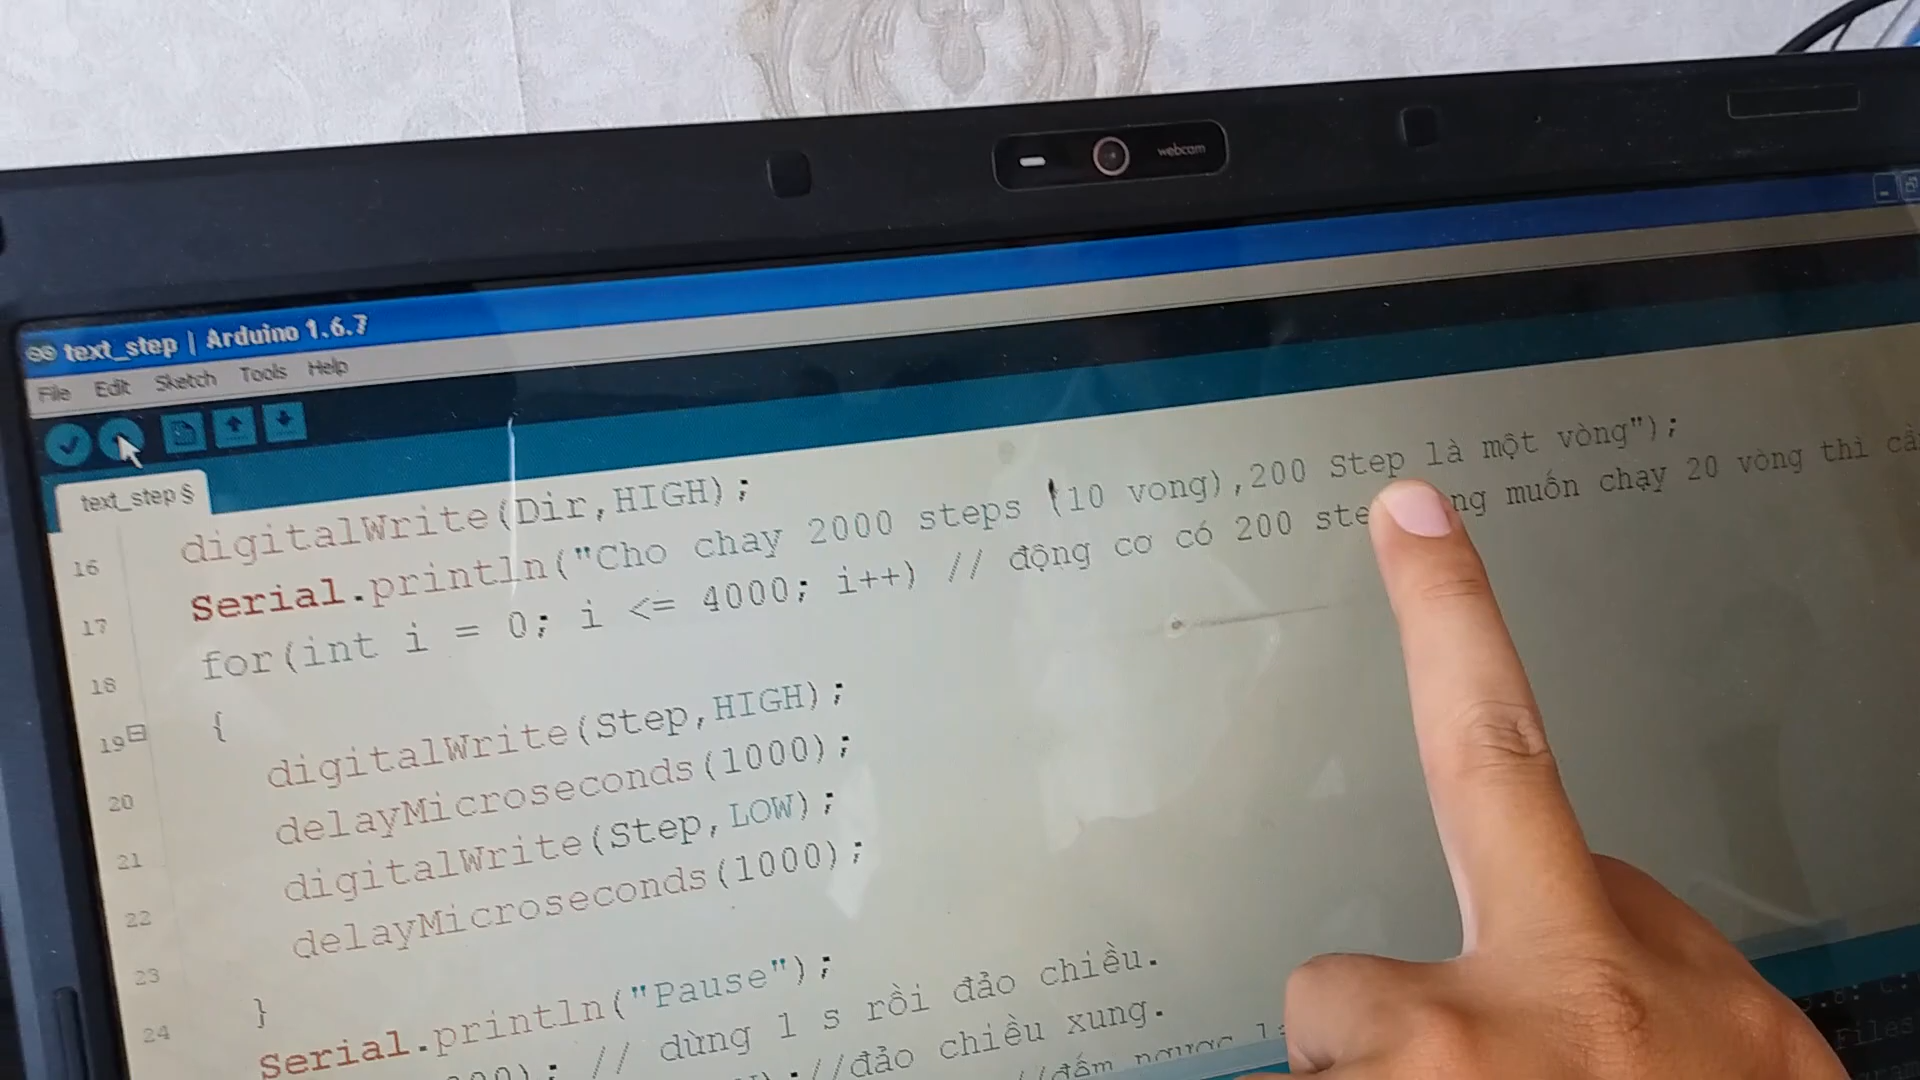 webcam
text_step | Arduino 1.6.7
File Edit Sketch Tools Help
text_step §
16 digitalWrite(Dir,HIGH);
17 Serial.println("Cho chay 2000 steps (10 vong),200 Step là một vòng");
18 for(int i = 0; i <= 4000; i++) // động cơ có 200 step muốn chạy 20 vòng thì
19 {
20 digitalWrite(Step,HIGH);
21 delayMicroseconds(1000);
22 digitalWrite(Step,LOW);
23 delayMicroseconds(1000);
24 }
Serial.println("Pause");
// dừng 1 s rồi đảo chiều.
//đảo chiều xung.
Files